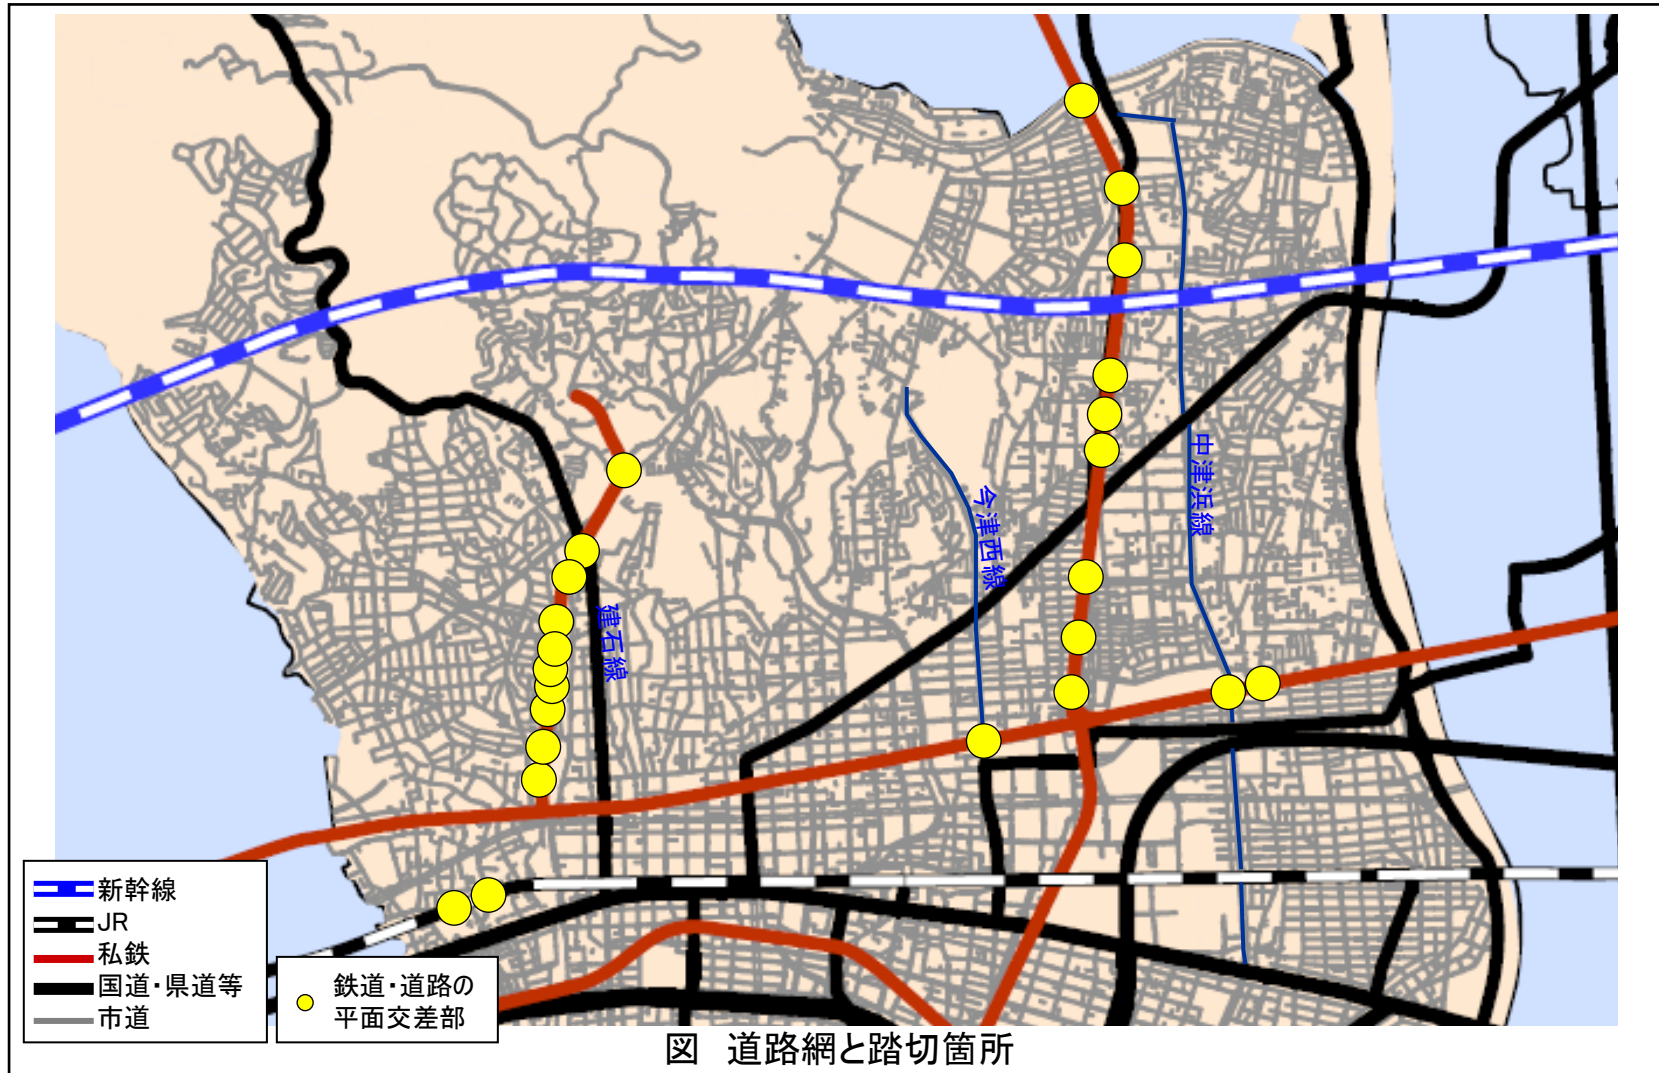 中津浜線
今津西線
建石線
新幹線
JR
私鉄
国道・県道等
市道
鉄道・道路の
平面交差部
図 道路網と踏切箇所